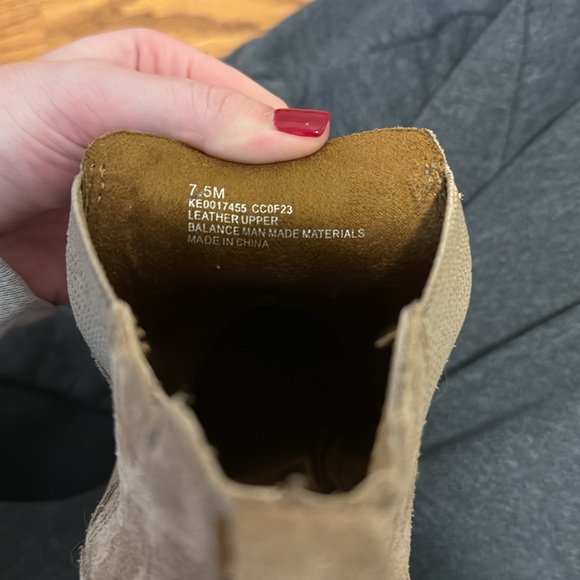 7.5M
KE0017455 CC0F23
LEATHER UPPER
BALANCE MAN MADE MATERIALS
MADE IN CHINA